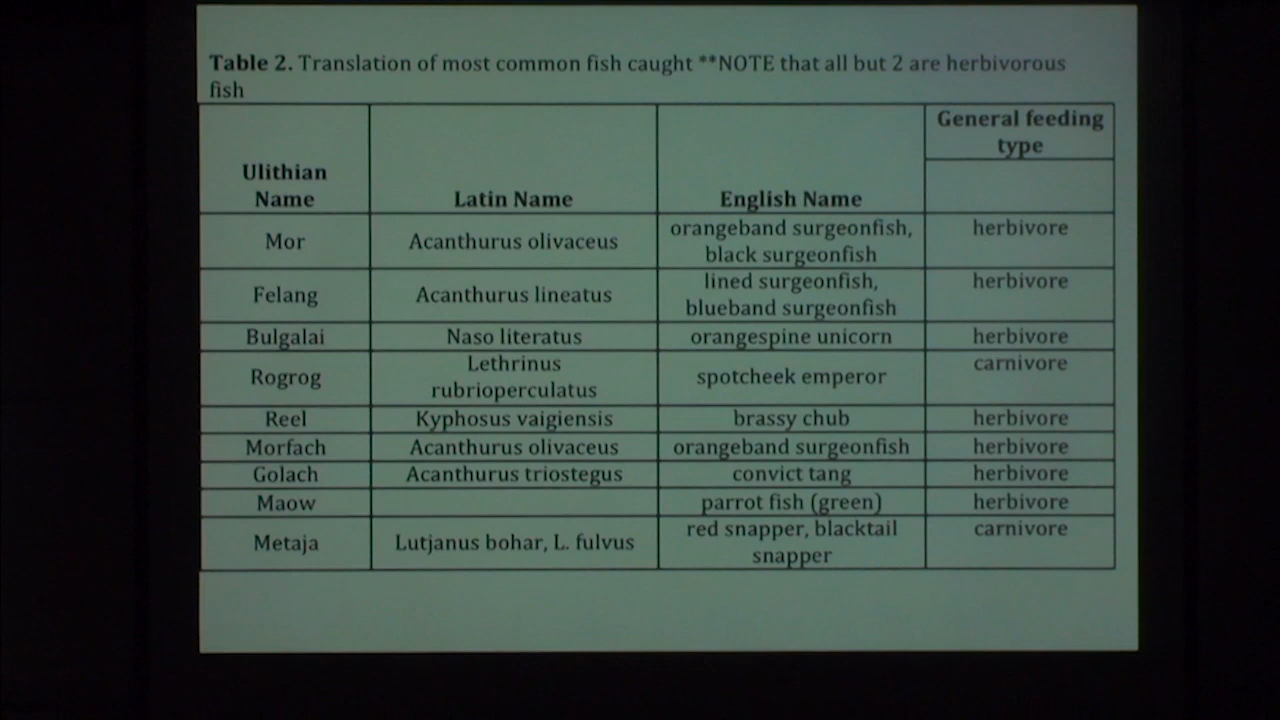 Table 2. Translation of most common fish caught **NOTE that all but 2 are herbivorous
fish
Ulithian Name Latin Name English Name General feeding type
Mor Acanthurus olivaceus orangeband surgeonfish, black surgeonfish herbivore
Felang Acanthurus lineatus lined surgeonfish, blueband surgeonfish herbivore
Bulgalai Naso literatus orangespine unicorn herbivore
Rogrog Lethrinus rubrioperculatus spotcheek emperor carnivore
Reel Kyphosus vaigiensis brassy chub herbivore
Morfach Acanthurus olivaceus orangeband surgeonfish herbivore
Golach Acanthurus triostegus convict tang herbivore
Maow parrot fish (green) herbivore
Metaja Lutjanus bohar, L. fulvus red snapper, blacktail snapper carnivore